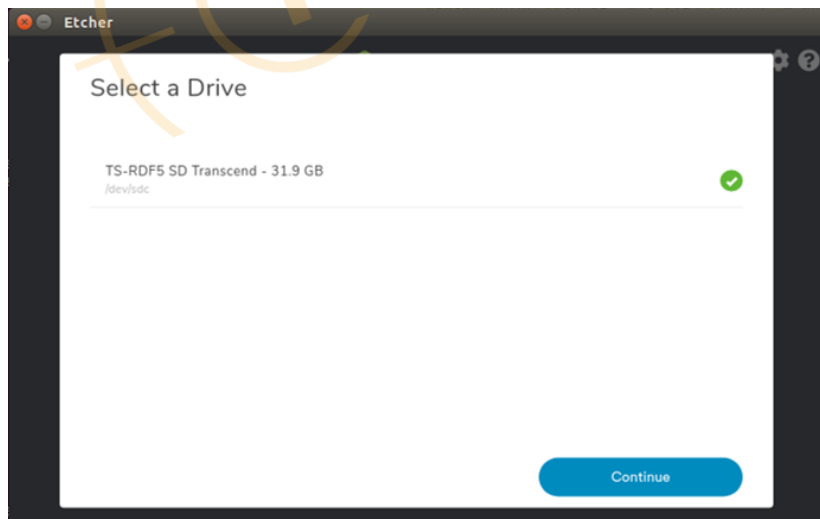 Etcher
Select a Drive
TS-RDF5 SD Transcend - 31.9 GB
/dev/sdc
Continue